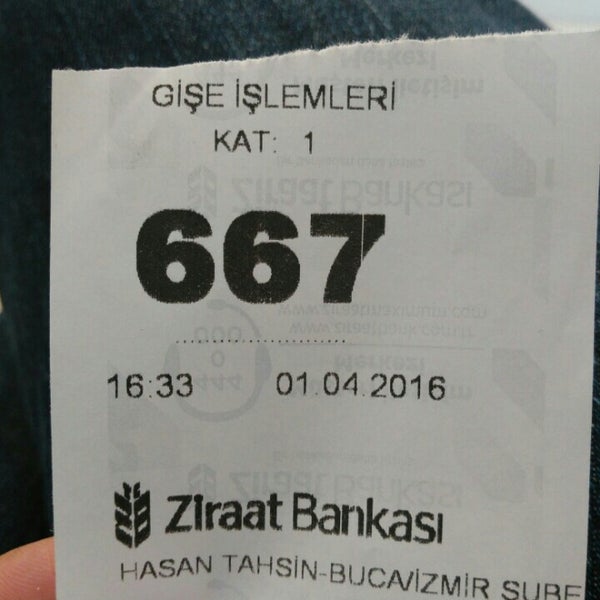 GİŞE İŞLEMLERİ
KAT: 1
667
16:33 01.04.2016
Ziraat Bankası
HASAN TAHSİN-BUCA/İZMİR ŞUBE